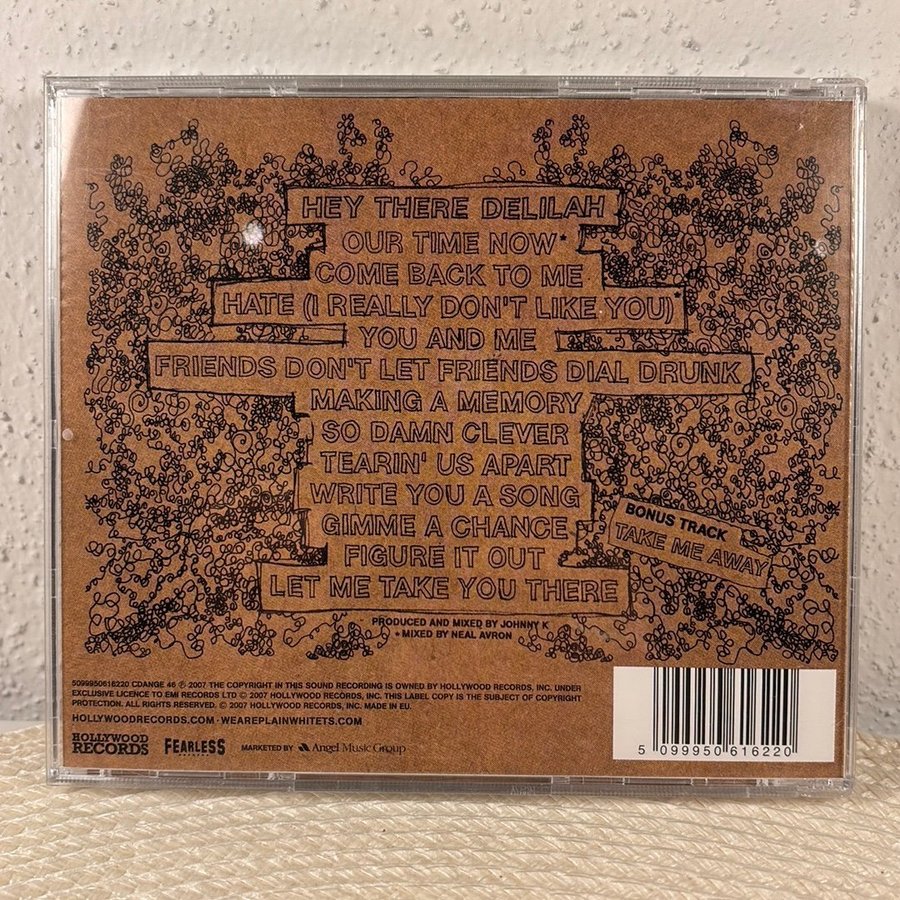 HEY THERE DELILAH
OUR TIME NOW*
COME BACK TO ME
HATE (I REALLY DON'T LIKE YOU)*
YOU AND ME
FRIENDS DON'T LET FRIENDS DIAL DRUNK
MAKING A MEMORY
SO DAMN CLEVER
TEARIN' US APART
WRITE YOU A SONG
GIMME A CHANCE
FIGURE IT OUT
LET ME TAKE YOU THERE
BONUS TRACK
TAKE ME AWAY
PRODUCED AND MIXED BY JOHNNY K
* MIXED BY NEAL AVRON
5099950616220 CDANGE 46 ℗ 2007 THE COPYRIGHT IN THIS SOUND RECORDING IS OWNED BY HOLLYWOOD RECORDS, INC. UNDER
EXCLUSIVE LICENCE TO EMI RECORDS LTD © 2007 HOLLYWOOD RECORDS, INC. THIS LABEL COPY IS THE SUBJECT OF COPYRIGHT
PROTECTION. ALL RIGHTS RESERVED. © 2007 HOLLYWOOD RECORDS, INC. MADE IN EU.
HOLLYWOODRECORDS.COM · WEAREPLAINWHITETS.COM
HOLLYWOOD
RECORDS
FEARLESS
RECORDS
MARKETED BY Angel Music Group
5 099950 616220